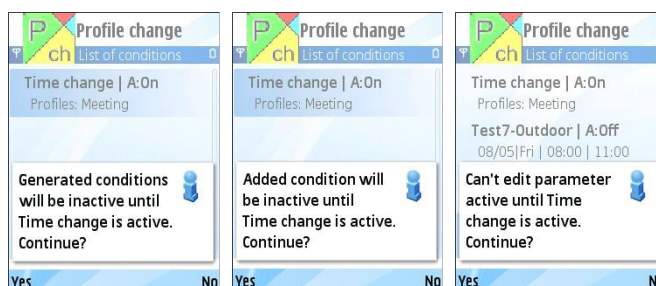 P
ch
Profile change
List of conditions
Time change | A:On
Profiles: Meeting
Generated conditions
will be inactive until
Time change is active.
Continue?
Yes No
P
ch
Profile change
List of conditions
Time change | A:On
Profiles: Meeting
Added condition will
be inactive until
Time change is active.
Continue?
Yes No
P
ch
Profile change
List of conditions
Time change | A:On
Profiles: Meeting
Test7-Outdoor | A:Off
08/05|Fri | 08:00 | 11:00
Can't edit parameter
active until Time
change is active.
Continue?
Yes N